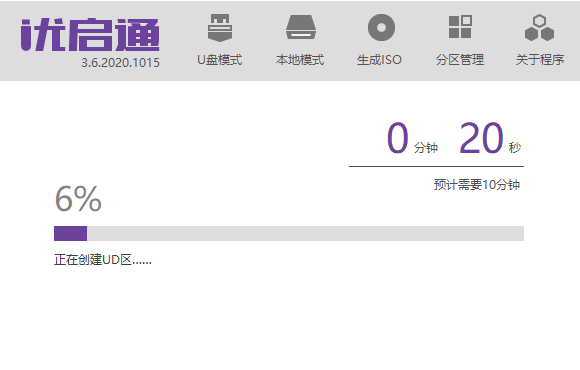 优启通
3.6.2020.1015
U盘模式 本地模式 生成ISO 分区管理 关于程序
0 分钟 20 秒
预计需要10分钟
6%
正在创建UD区......